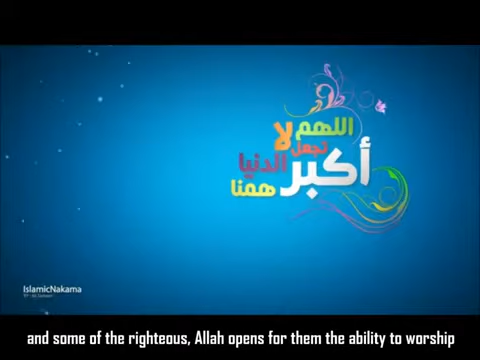 اللهم
لا
تجعل
الدنيا
أكبر
همنا
IslamicNakama
and some of the righteous, Allah opens for them the ability to worship